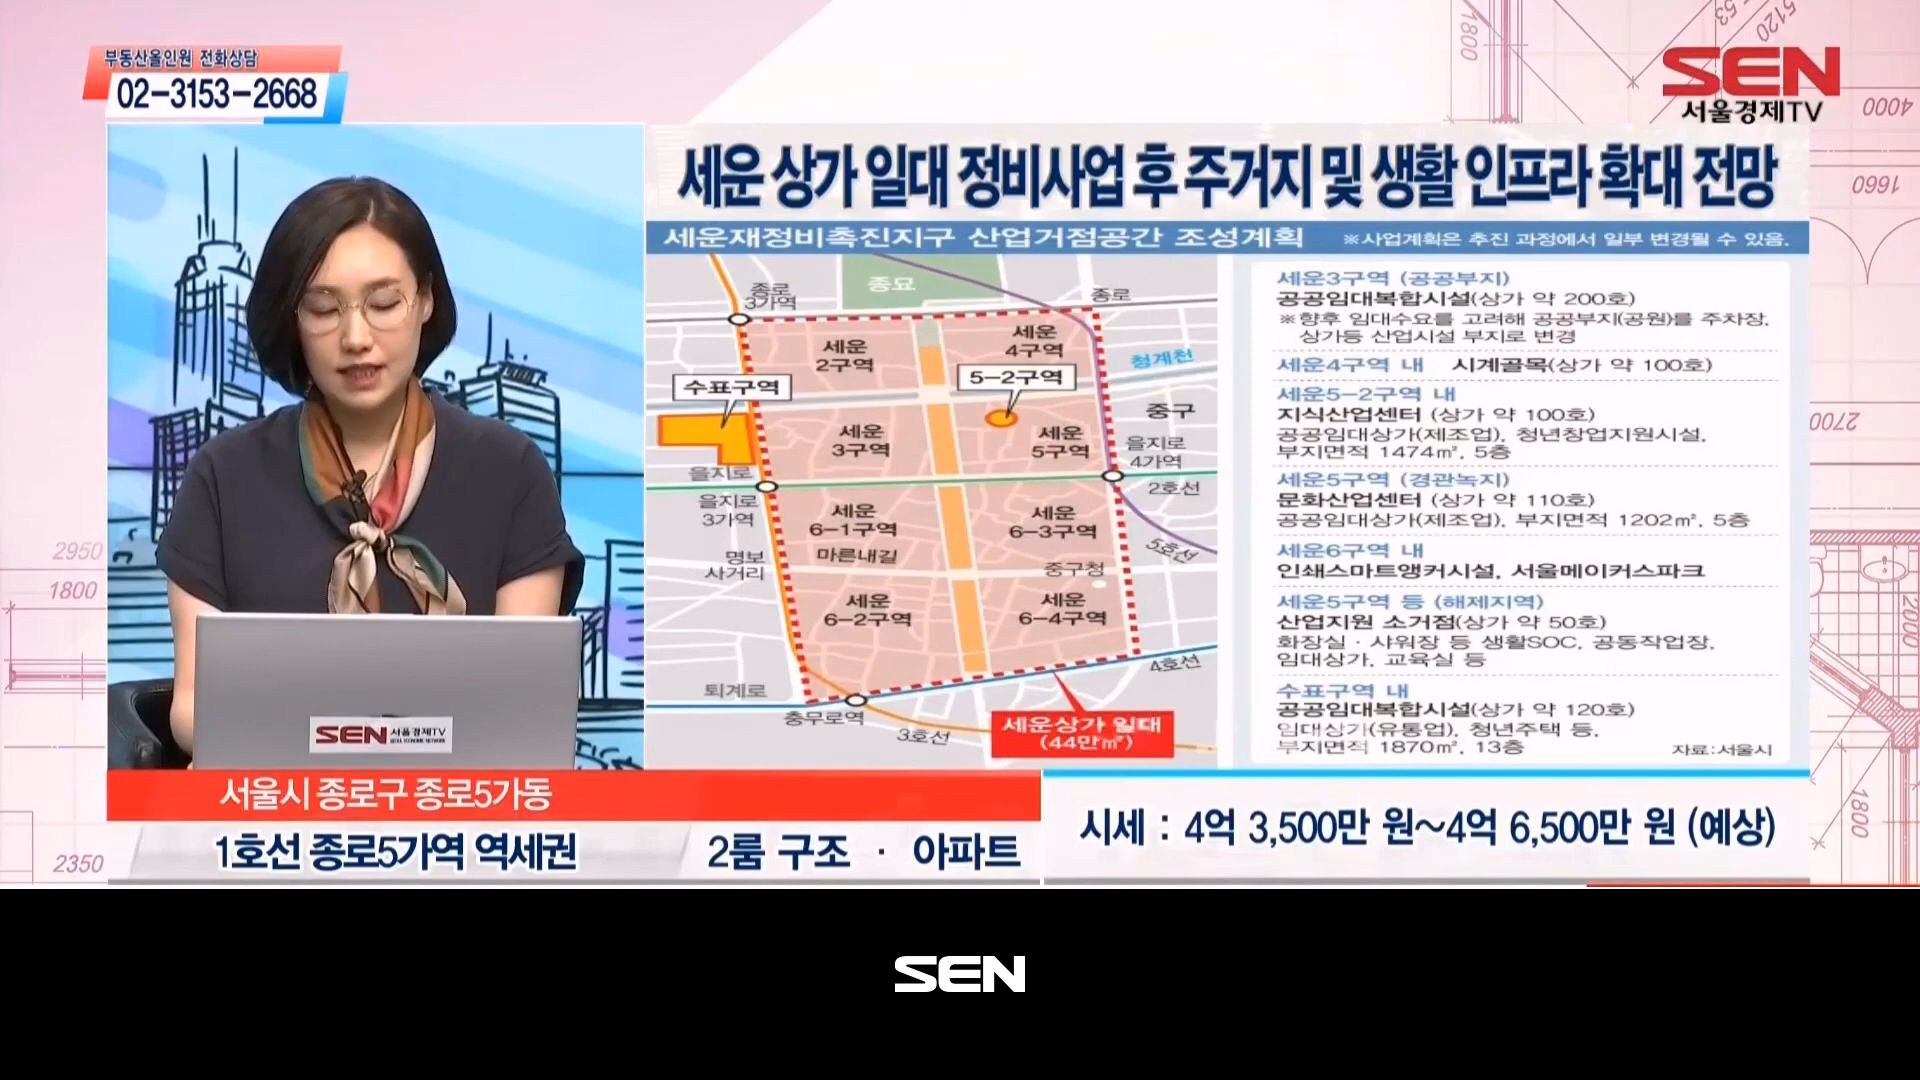 부동산올인원 전화상담
02-3153-2668
SEN
서울경제TV
세운 상가 일대 정비사업 후 주거지 및 생활 인프라 확대 전망
세운재정비촉진지구 산업거점공간 조성계획
※사업계획은 추진 과정에서 일부 변경될 수 있음.
종로
3가역
종묘
종로
세운
2구역
세운
4구역
청계천
수표구역
5-2구역
중구
세운
3구역
세운
5구역
을지로
4가역
을지로
2호선
을지로
3가역
세운
6-1구역
세운
6-3구역
마른내길
5호선
명보
사거리
중구청
세운
6-2구역
세운
6-4구역
4호선
퇴계로
충무로역
3호선
세운상가 일대
(44만㎡)
세운3구역 (공공부지)
공공임대복합시설(상가 약 200호)
※향후 임대수요를 고려해 공공부지(공원)를 주차장,
상가등 산업시설 부지로 변경
세운4구역 내 시계골목(상가 약 100호)
세운5-2구역 내
지식산업센터 (상가 약 100호)
공공임대상가(제조업), 청년창업지원시설,
부지면적 1474㎡, 5층
세운5구역 (경관녹지)
문화산업센터 (상가 약 110호)
공공임대상가(제조업), 부지면적 1202㎡, 5층
세운6구역 내
인쇄스마트앵커시설, 서울메이커스파크
세운5구역 등 (해제지역)
산업지원 소거점(상가 약 50호)
화장실·샤워장 등 생활SOC, 공동작업장,
임대상가, 교육실 등
수표구역 내
공공임대복합시설(상가 약 120호)
임대상가(유통업), 청년주택 등,
부지면적 1870㎡, 13층
자료:서울시
SEN 서울경제TV
서울시 종로구 종로5가동
1호선 종로5가역 역세권
2룸 구조 · 아파트
시세 : 4억 3,500만 원~4억 6,500만 원 (예상)
2950
1800
2350
1800
5120
4000
1660
2700
2000
1800
SEN